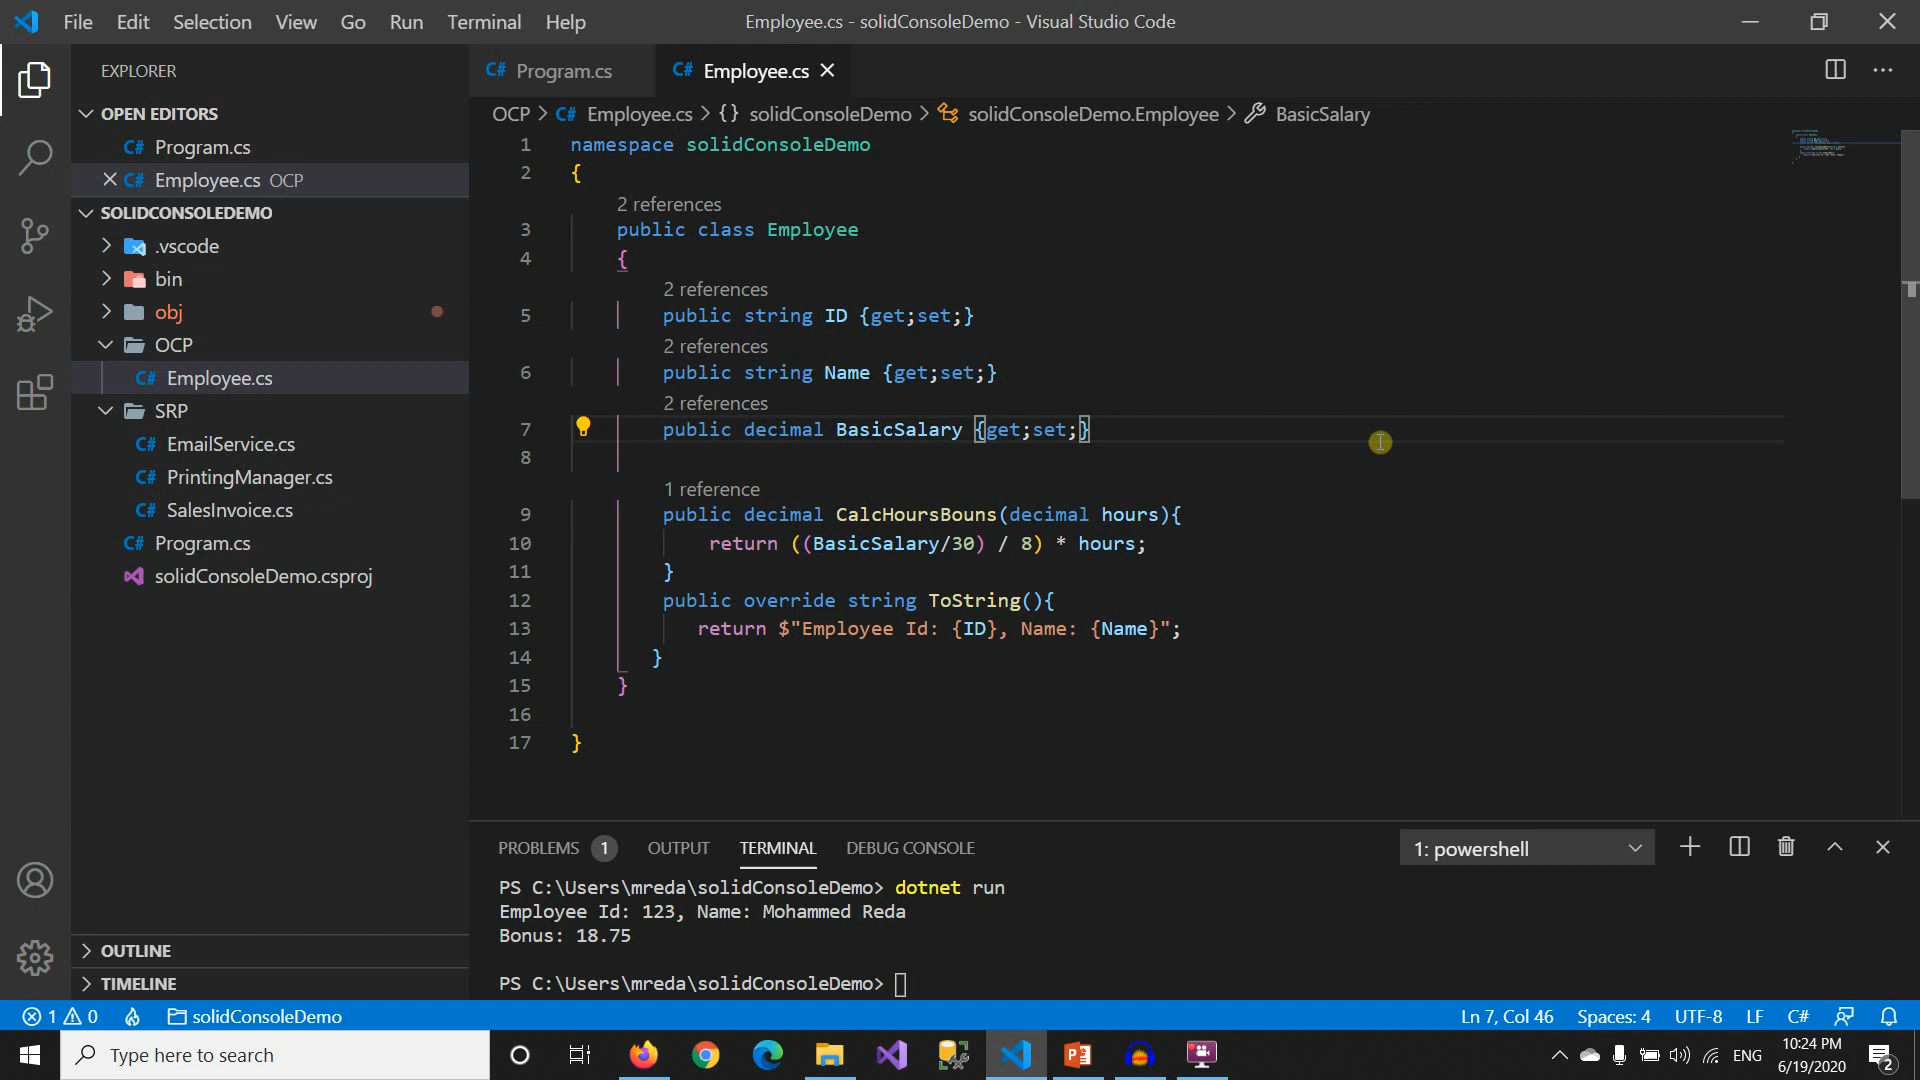 File Edit Selection View Go Run Terminal Help
Employee.cs - solidConsoleDemo - Visual Studio Code
EXPLORER
OPEN EDITORS
C# Program.cs
C# Employee.cs OCP
SOLIDCONSOLEDEMO
.vscode
bin
obj
OCP
C# Employee.cs
SRP
C# EmailService.cs
C# PrintingManager.cs
C# SalesInvoice.cs
C# Program.cs
solidConsoleDemo.csproj
OUTLINE
TIMELINE
C# Program.cs C# Employee.cs
OCP > C# Employee.cs > {} solidConsoleDemo > solidConsoleDemo.Employee > BasicSalary
1 namespace solidConsoleDemo
2 {
2 references
3 public class Employee
4 {
2 references
5 public string ID {get;set;}
2 references
6 public string Name {get;set;}
2 references
7 public decimal BasicSalary {get;set;}
8
1 reference
9 public decimal CalcHoursBouns(decimal hours){
10 return ((BasicSalary/30) / 8) * hours;
11 }
12 public override string ToString(){
13 return $"Employee Id: {ID}, Name: {Name}";
14 }
15 }
16
17 }
PROBLEMS 1 OUTPUT TERMINAL DEBUG CONSOLE
1: powershell
PS C:\Users\mreda\solidConsoleDemo> dotnet run
Employee Id: 123, Name: Mohammed Reda
Bonus: 18.75
PS C:\Users\mreda\solidConsoleDemo>
1 0 solidConsoleDemo
Ln 7, Col 46 Spaces: 4 UTF-8 LF C#
Type here to search
ENG
10:24 PM
6/19/2020
2